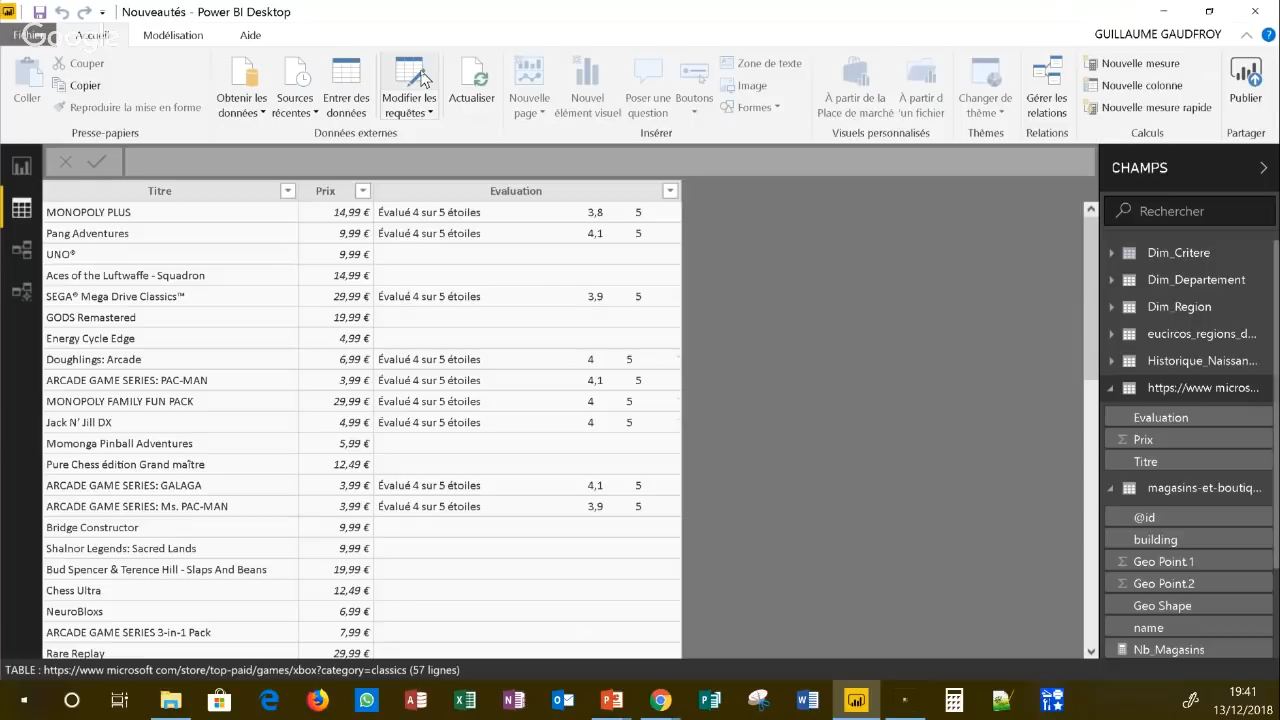 Nouveautés - Power BI Desktop
Fichier Accueil Modélisation Aide
Google
GUILLAUME GAUDFROY
Coller
Couper
Copier
Reproduire la mise en forme
Presse-papiers
Obtenir les données
Sources récentes
Entrer des données
Modifier les requêtes
Actualiser
Données externes
Nouvelle page
Nouvel élément visuel
Poser une question
Boutons
Zone de texte
Image
Formes
Insérer
À partir de la Place de marché
À partir d'un fichier
Visuels personnalisés
Changer de thème
Thèmes
Gérer les relations
Relations
Nouvelle mesure
Nouvelle colonne
Nouvelle mesure rapide
Calculs
Publier
Partager
Titre Prix Evaluation
MONOPOLY PLUS 14,99 € Évalué 4 sur 5 étoiles 3,8 5
Pang Adventures 9,99 € Évalué 4 sur 5 étoiles 4,1 5
UNO® 9,99 €
Aces of the Luftwaffe - Squadron 14,99 €
SEGA® Mega Drive Classics™ 29,99 € Évalué 4 sur 5 étoiles 3,9 5
GODS Remastered 19,99 €
Energy Cycle Edge 4,99 €
Doughlings: Arcade 6,99 € Évalué 4 sur 5 étoiles 4 5
ARCADE GAME SERIES: PAC-MAN 3,99 € Évalué 4 sur 5 étoiles 4,1 5
MONOPOLY FAMILY FUN PACK 29,99 € Évalué 4 sur 5 étoiles 4 5
Jack N' Jill DX 4,99 € Évalué 4 sur 5 étoiles 4 5
Momonga Pinball Adventures 5,99 €
Pure Chess édition Grand maître 12,49 €
ARCADE GAME SERIES: GALAGA 3,99 € Évalué 4 sur 5 étoiles 4,1 5
ARCADE GAME SERIES: Ms. PAC-MAN 3,99 € Évalué 4 sur 5 étoiles 3,9 5
Bridge Constructor 9,99 €
Shalnor Legends: Sacred Lands 9,99 €
Bud Spencer & Terence Hill - Slaps And Beans 19,99 €
Chess Ultra 12,49 €
NeuroBloxs 6,99 €
ARCADE GAME SERIES 3-in-1 Pack 7,99 €
Rare Replay 29,99 €
CHAMPS
Rechercher
Dim_Critere
Dim_Departement
Dim_Region
eucircos_regions_d...
Historique_Naissan...
https://www micros...
Evaluation
Prix
Titre
magasins-et-boutiq...
@id
building
Geo Point.1
Geo Point.2
Geo Shape
name
Nb_Magasins
TABLE : https://www microsoft com/store/top-paid/games/xbox?category=classics (57 lignes)
19:41
13/12/2018